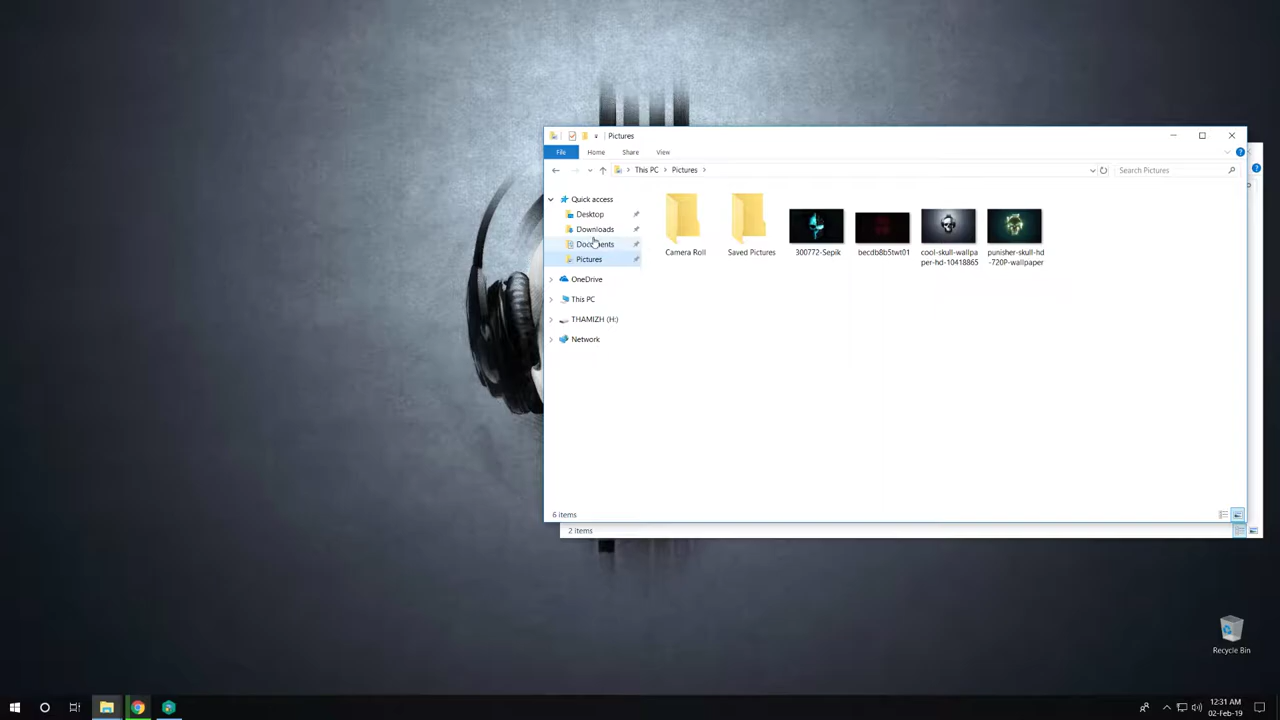 Pictures
File Home Share View
This PC Pictures
Search Pictures
Quick access
Desktop
Downloads
Documents
Pictures
OneDrive
This PC
THAMIZH (H:)
Network
Camera Roll
Saved Pictures
300772-Sepik
becdb8b5twt01
cool-skull-wallpa
per-hd-10418865
punisher-skull-hd
-720P-wallpaper
6 items
2 items
Recycle Bin
12:31 AM
02-Feb-19